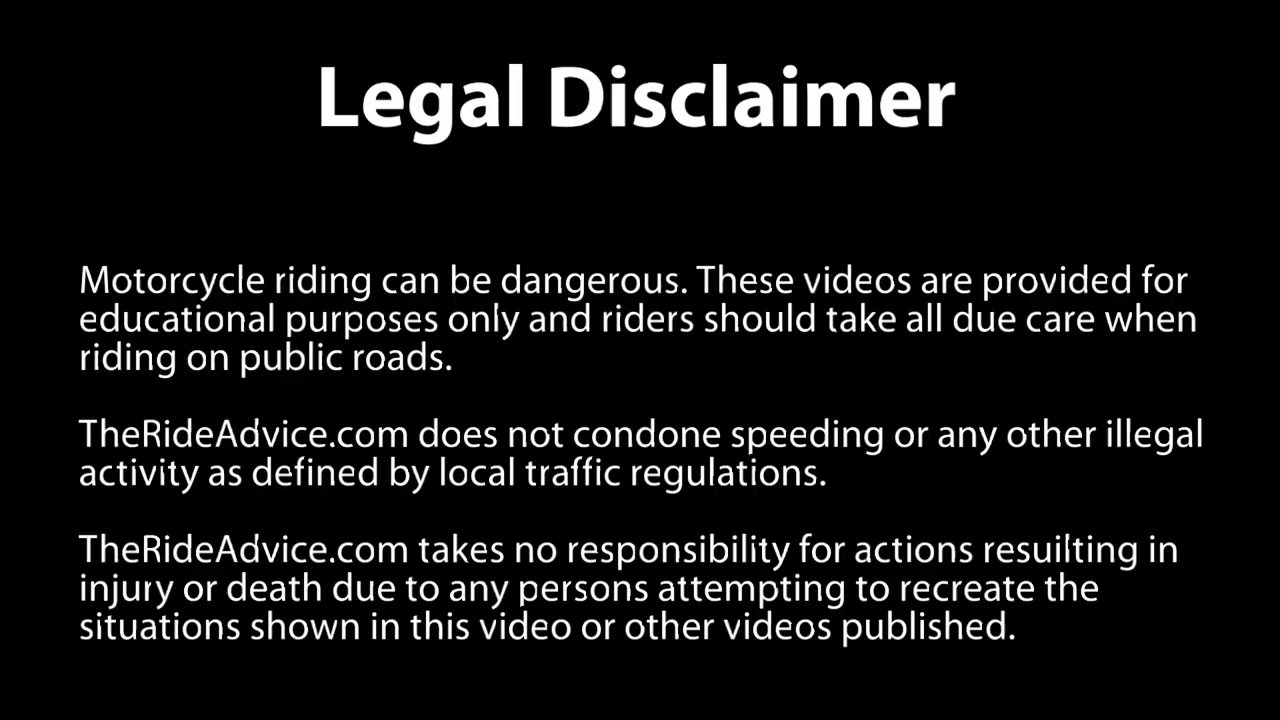 Legal Disclaimer
Motorcycle riding can be dangerous. These videos are provided for
educational purposes only and riders should take all due care when
riding on public roads.
TheRideAdvice.com does not condone speeding or any other illegal
activity as defined by local traffic regulations.
TheRideAdvice.com takes no responsibility for actions resuilting in
injury or death due to any persons attempting to recreate the
situations shown in this video or other videos published.